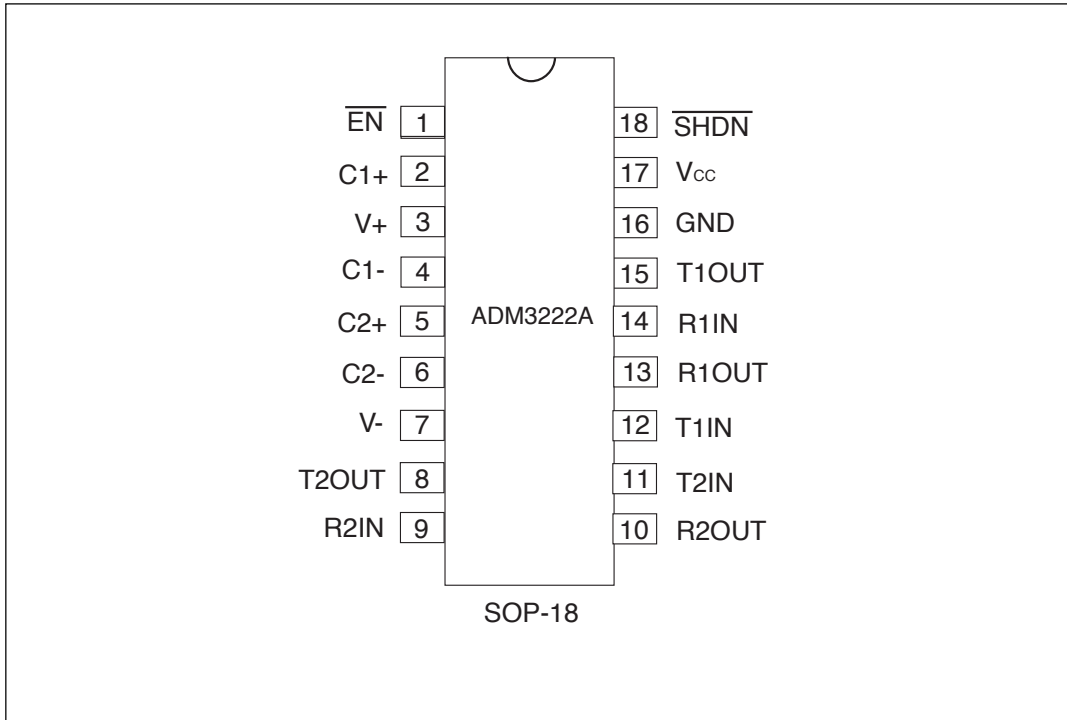 EN 1 18 SHDN
C1+ 2 17 Vcc
V+ 3 16 GND
C1- 4 15 T1OUT
C2+ 5 ADM3222A 14 R1IN
C2- 6 13 R1OUT
V- 7 12 T1IN
T2OUT 8 11 T2IN
R2IN 9 10 R2OUT
SOP-18